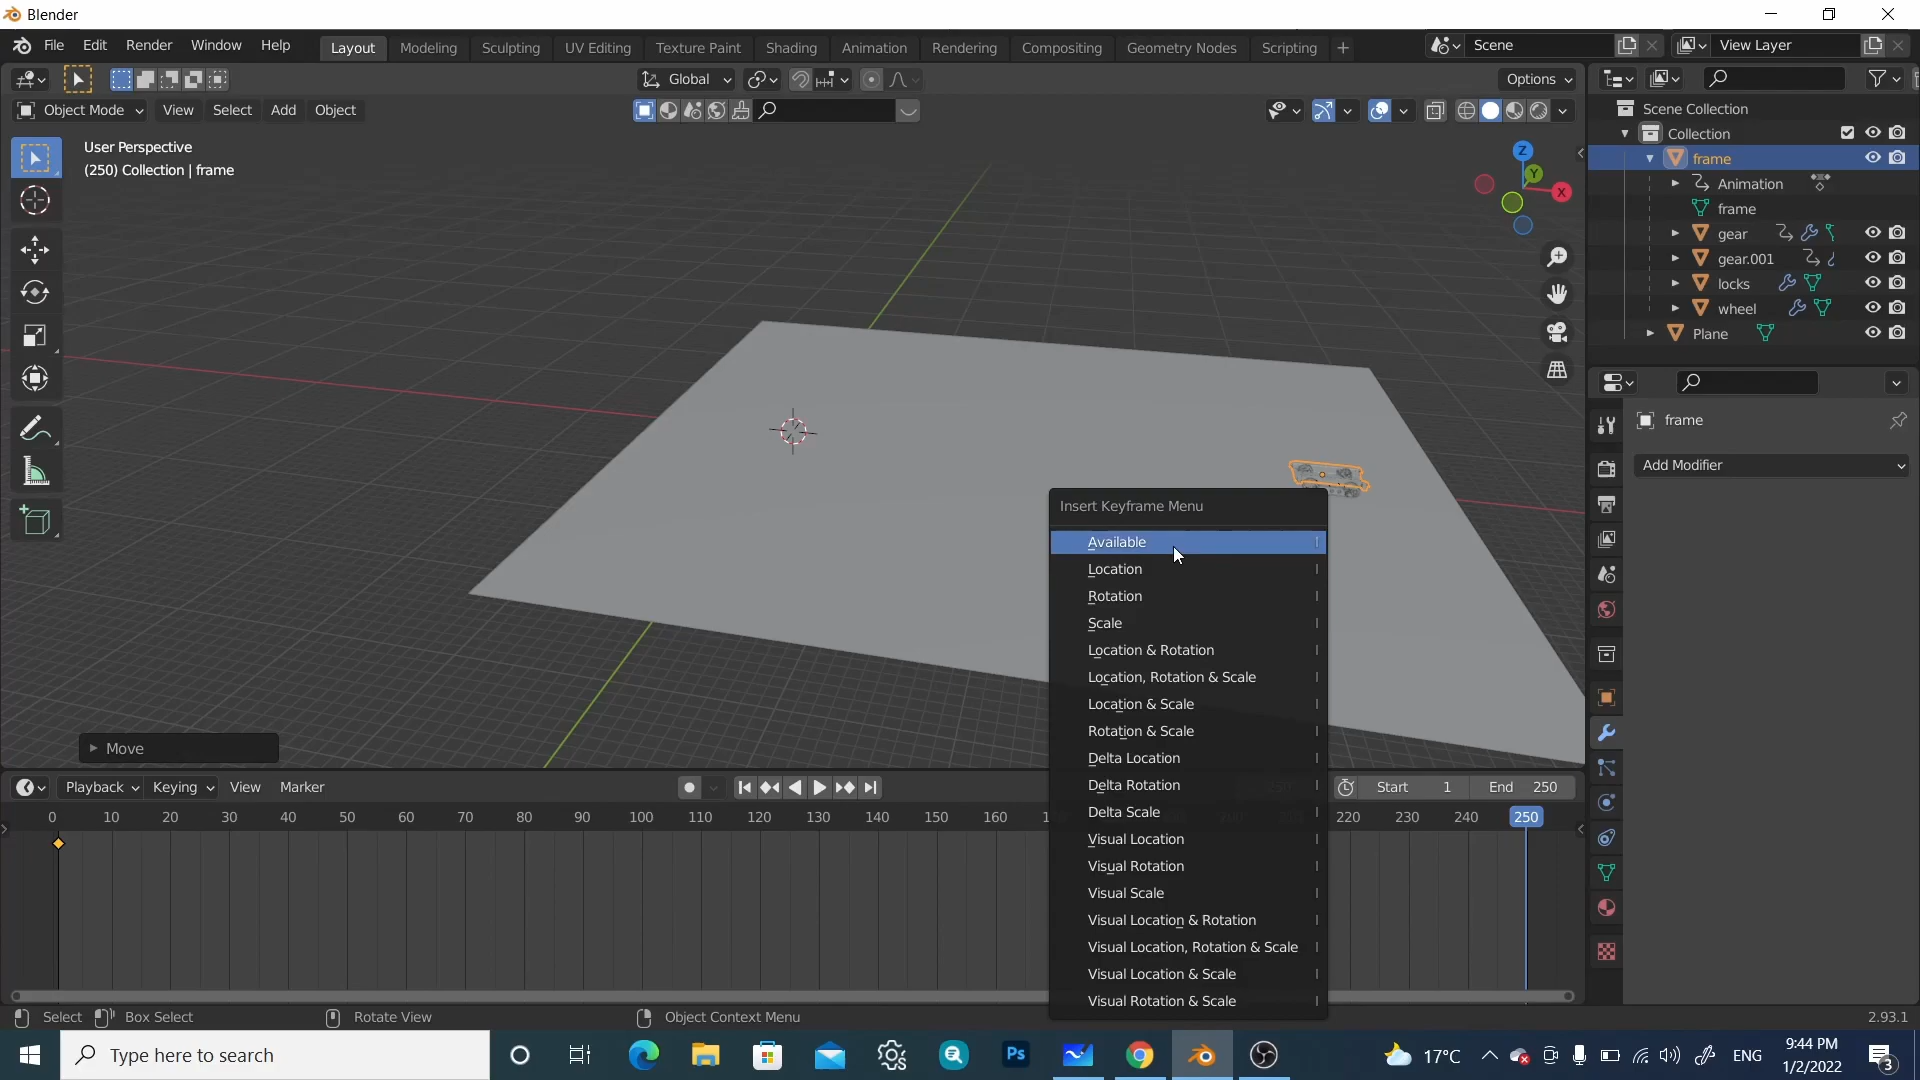 Blender
File Edit Render Window Help
Layout Modeling Sculpting UV Editing Texture Paint Shading Animation Rendering Compositing Geometry Nodes Scripting
Scene
View Layer
Global
Options
Object Mode View Select Add Object
User Perspective
(250) Collection | frame
Z
Y
X
Scene Collection
Collection
frame
Animation
frame
gear
gear.001
locks
wheel
Plane
frame
Add Modifier
Insert Keyframe Menu
Available I
Location I
Rotation I
Scale I
Location & Rotation I
Location, Rotation & Scale I
Location & Scale I
Rotation & Scale I
Delta Location I
Delta Rotation I
Delta Scale I
Visual Location I
Visual Rotation I
Visual Scale I
Visual Location & Rotation I
Visual Location, Rotation & Scale I
Visual Location & Scale I
Visual Rotation & Scale I
Move
Playback Keying View Marker
Start 1 End 250
0 10 20 30 40 50 60 70 80 90 100 110 120 130 140 150 160 220 230 240 250
Select Box Select Rotate View Object Context Menu
2.93.1
Type here to search
Ps
17°C
ENG
9:44 PM
1/2/2022
3